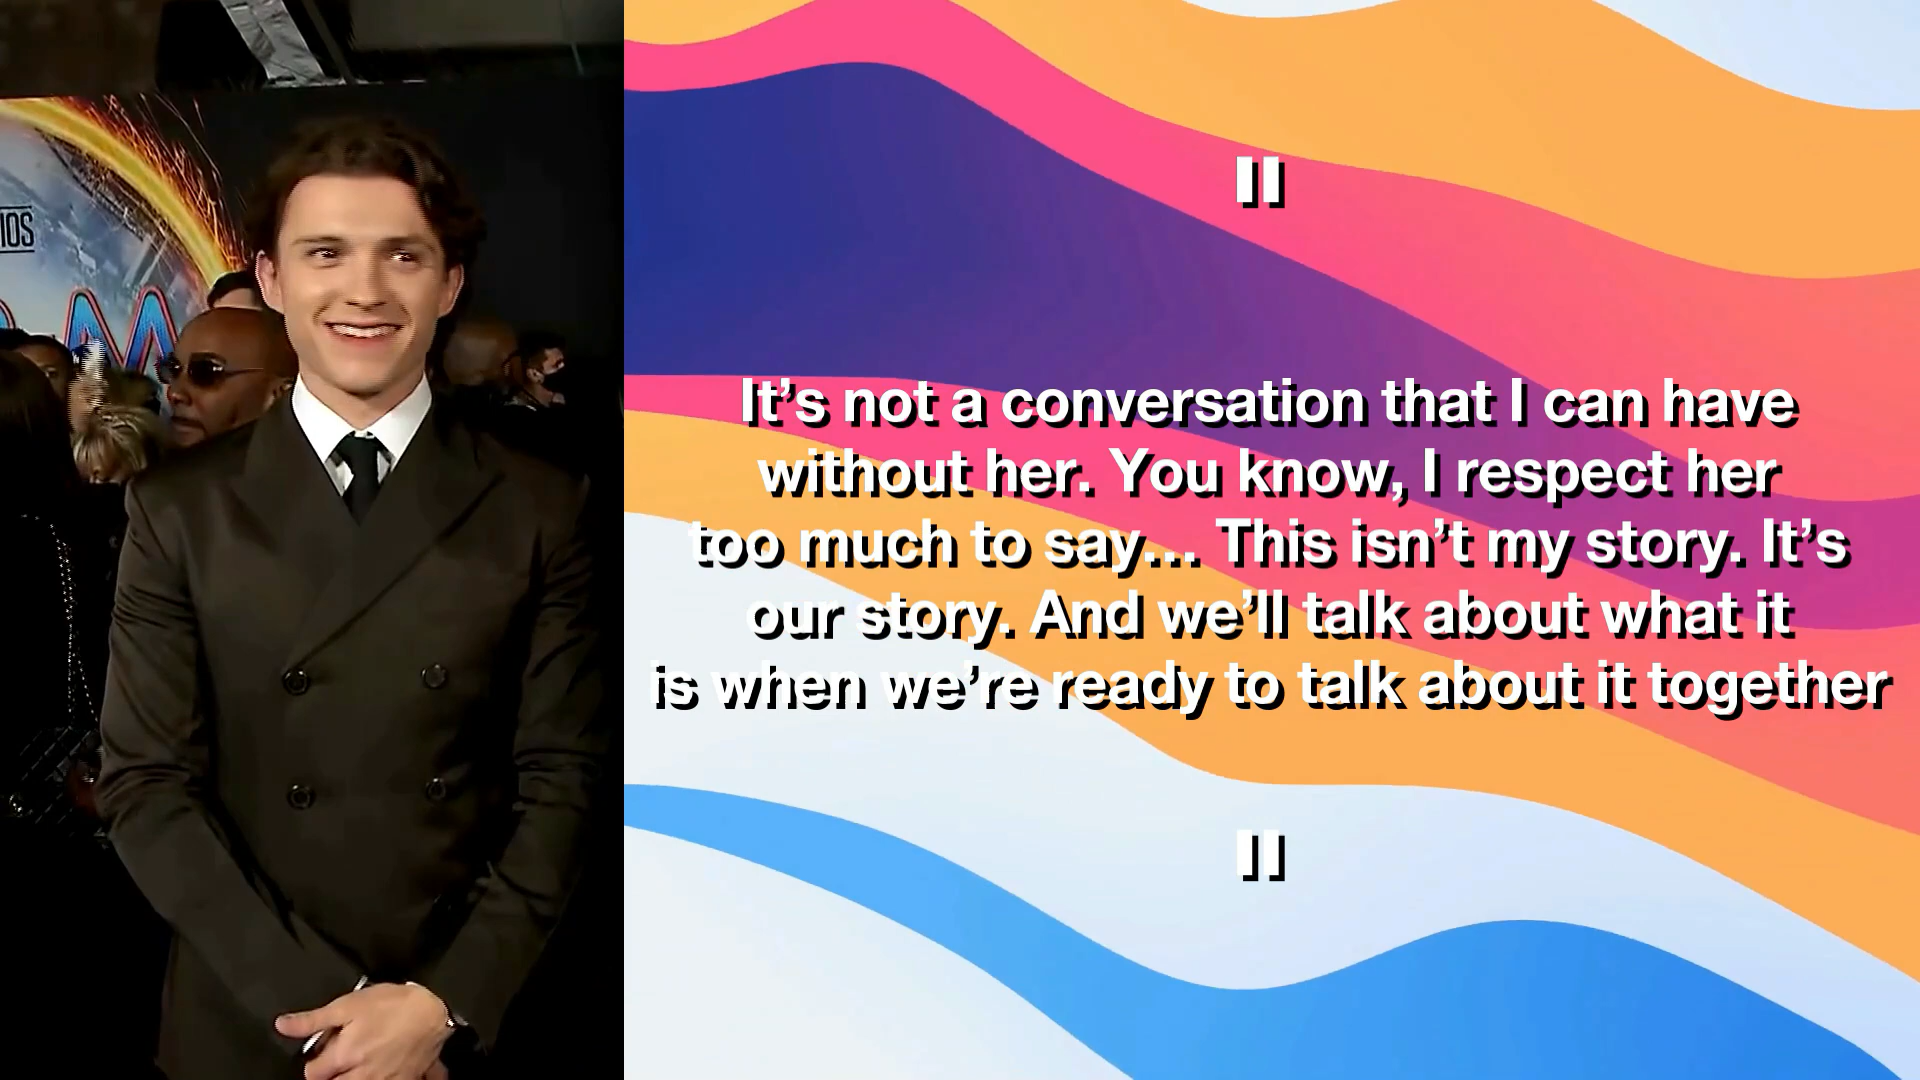 IOS
M
"
It’s not a conversation that I can have
without her. You know, I respect her
too much to say... This isn’t my story. It’s
our story. And we’ll talk about what it
is when we’re ready to talk about it together
"